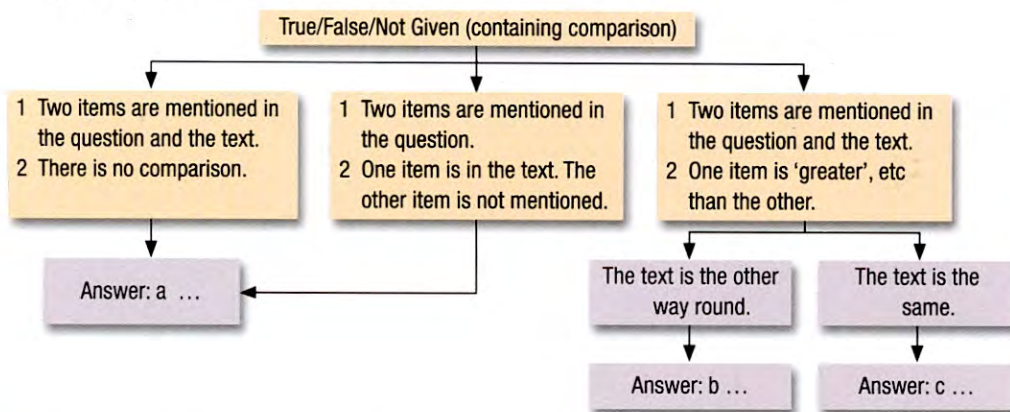 True/False/Not Given (containing comparison)
1 Two items are mentioned in
the question and the text.
2 There is no comparison.
1 Two items are mentioned in
the question.
2 One item is in the text. The
other item is not mentioned.
1 Two items are mentioned in
the question and the text.
2 One item is 'greater', etc
than the other.
Answer: a ...
The text is the other
way round.
The text is the
same.
Answer: b ...
Answer: c ...